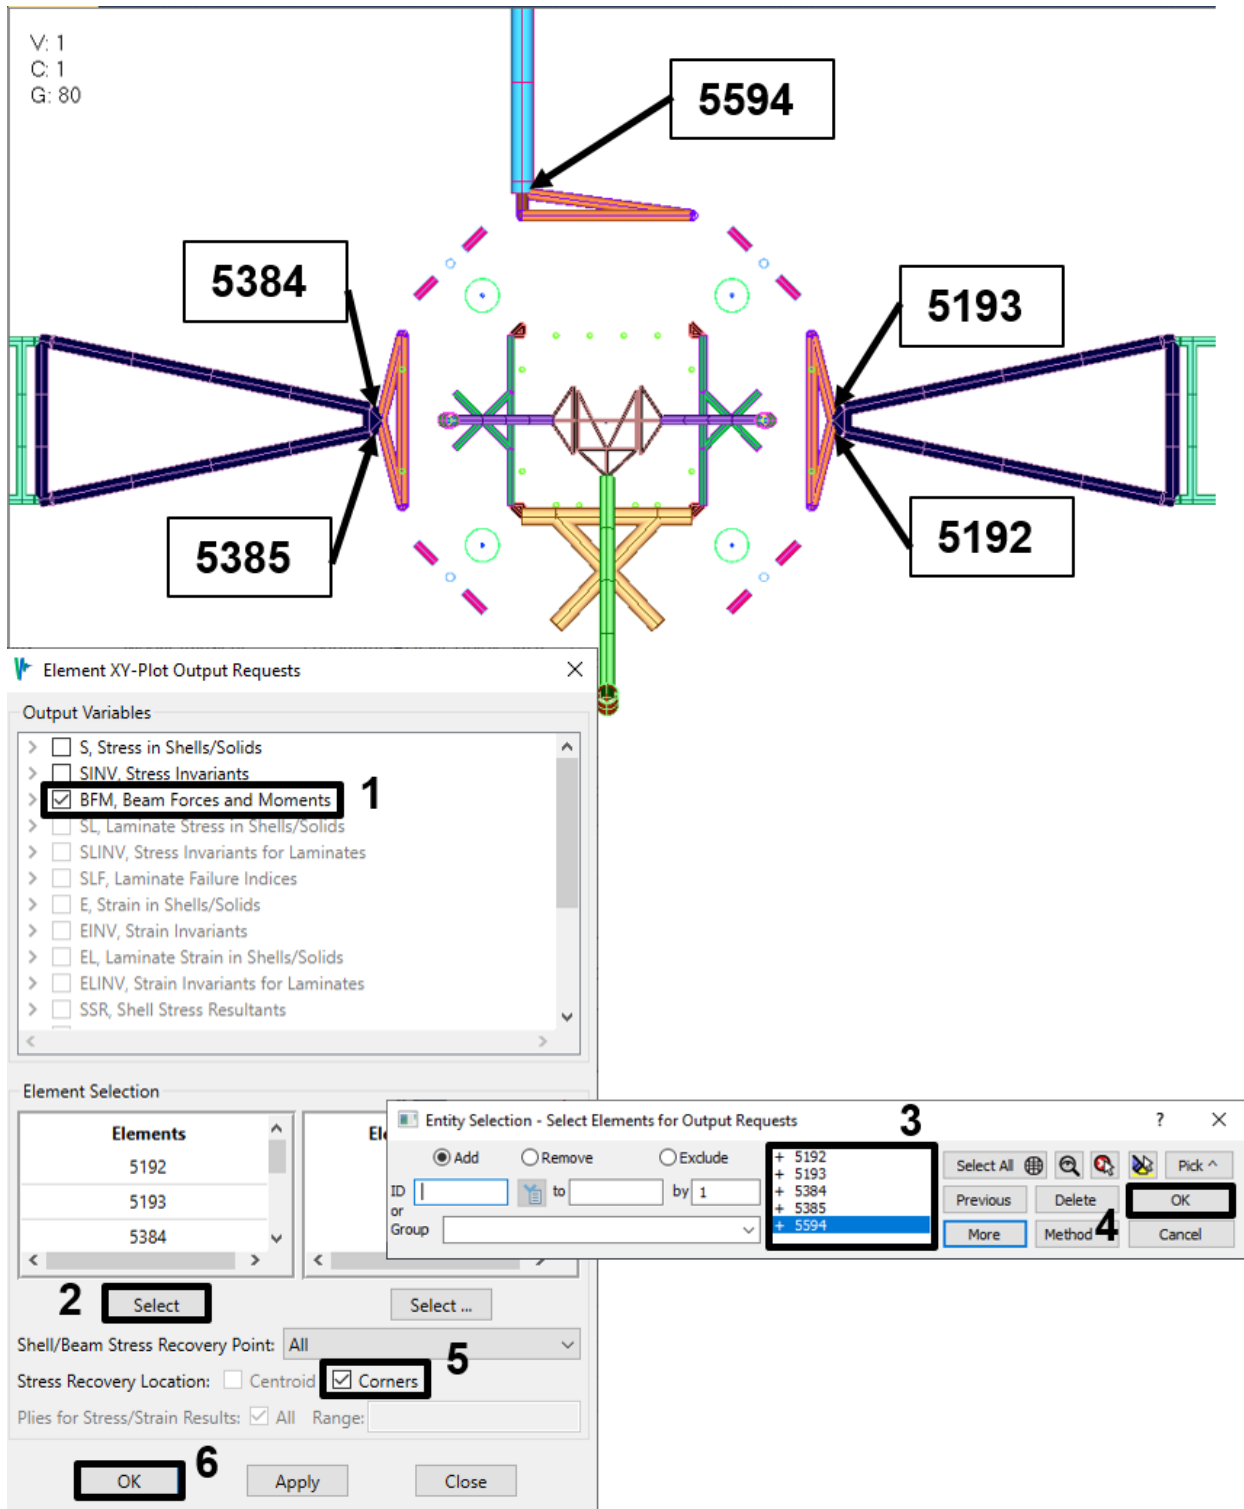 V: 1
C: 1
G: 80
5594
5384
5193
5385
5192
Element XY-Plot Output Requests
Output Variables
S, Stress in Shells/Solids
SINV, Stress Invariants
BFM, Beam Forces and Moments
1
SL, Laminate Stress in Shells/Solids
SLINV, Stress Invariants for Laminates
SLF, Laminate Failure Indices
E, Strain in Shells/Solids
EINV, Strain Invariants
EL, Laminate Strain in Shells/Solids
ELINV, Strain Invariants for Laminates
SSR, Shell Stress Resultants
Element Selection
Elements
5192
5193
5384
2
Select
Select ...
Shell/Beam Stress Recovery Point: All
5
Stress Recovery Location: Centroid Corners
Plies for Stress/Strain Results: All Range:
OK
6
Apply
Close
Entity Selection - Select Elements for Output Requests ?
3
Add Remove Exclude
ID to by 1
or
Group
+ 5192
+ 5193
+ 5384
+ 5385
+ 5594
Select All Pick ^
Previous Delete OK
More Method 4 Cancel